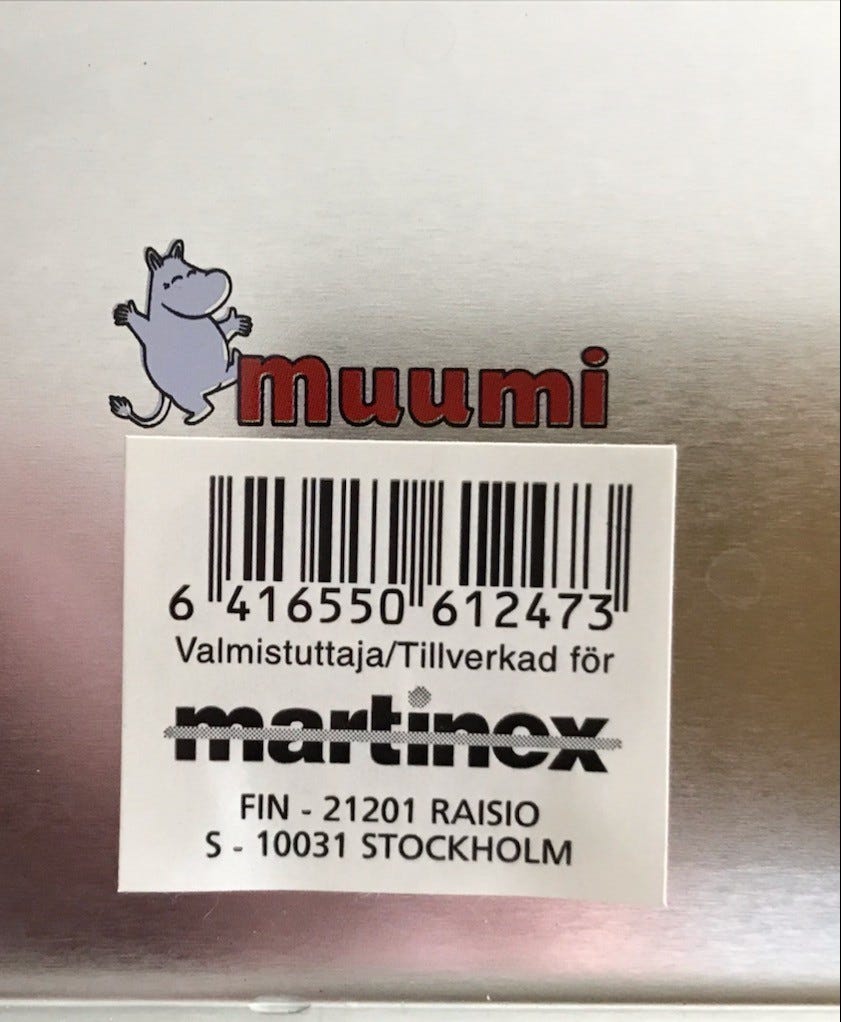 muumi
6 416550 612473
Valmistuttaja/Tillverkad för
martinex
FIN - 21201 RAISIO
S - 10031 STOCKHOLM